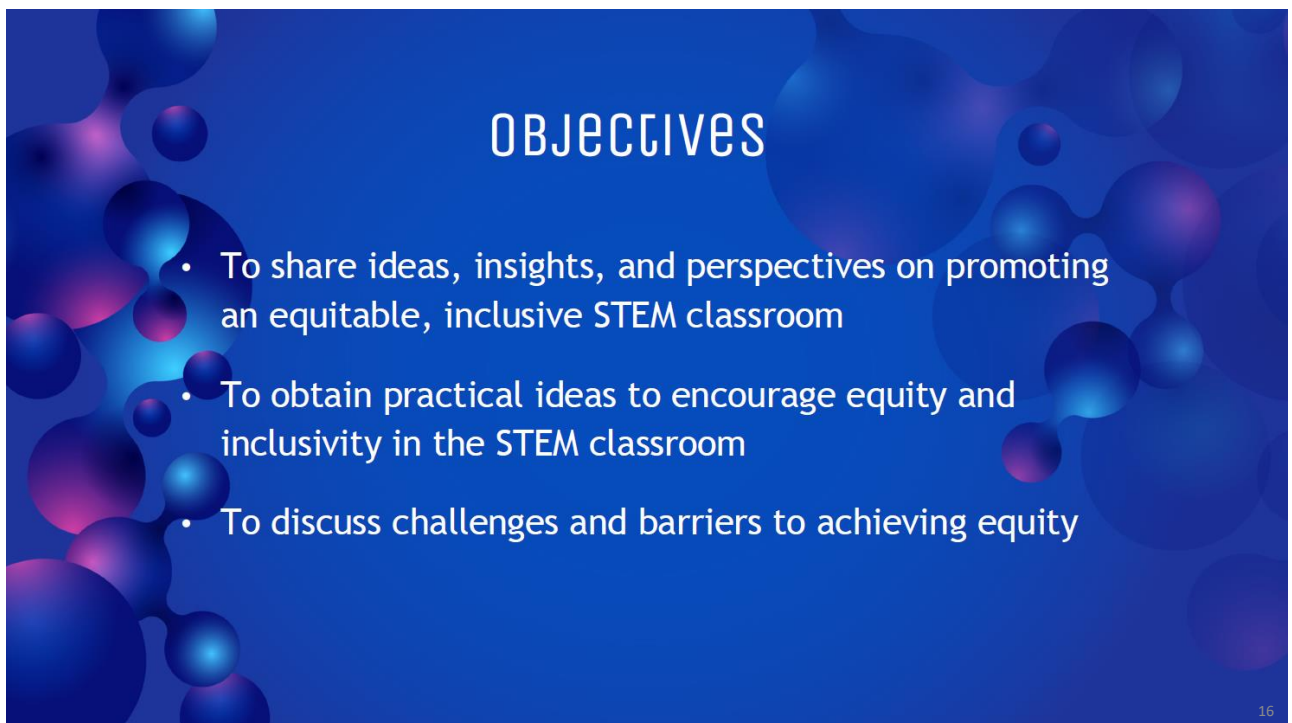 OBJECTIVES
• To share ideas, insights, and perspectives on promoting
an equitable, inclusive STEM classroom
• To obtain practical ideas to encourage equity and
inclusivity in the STEM classroom
• To discuss challenges and barriers to achieving equity
16